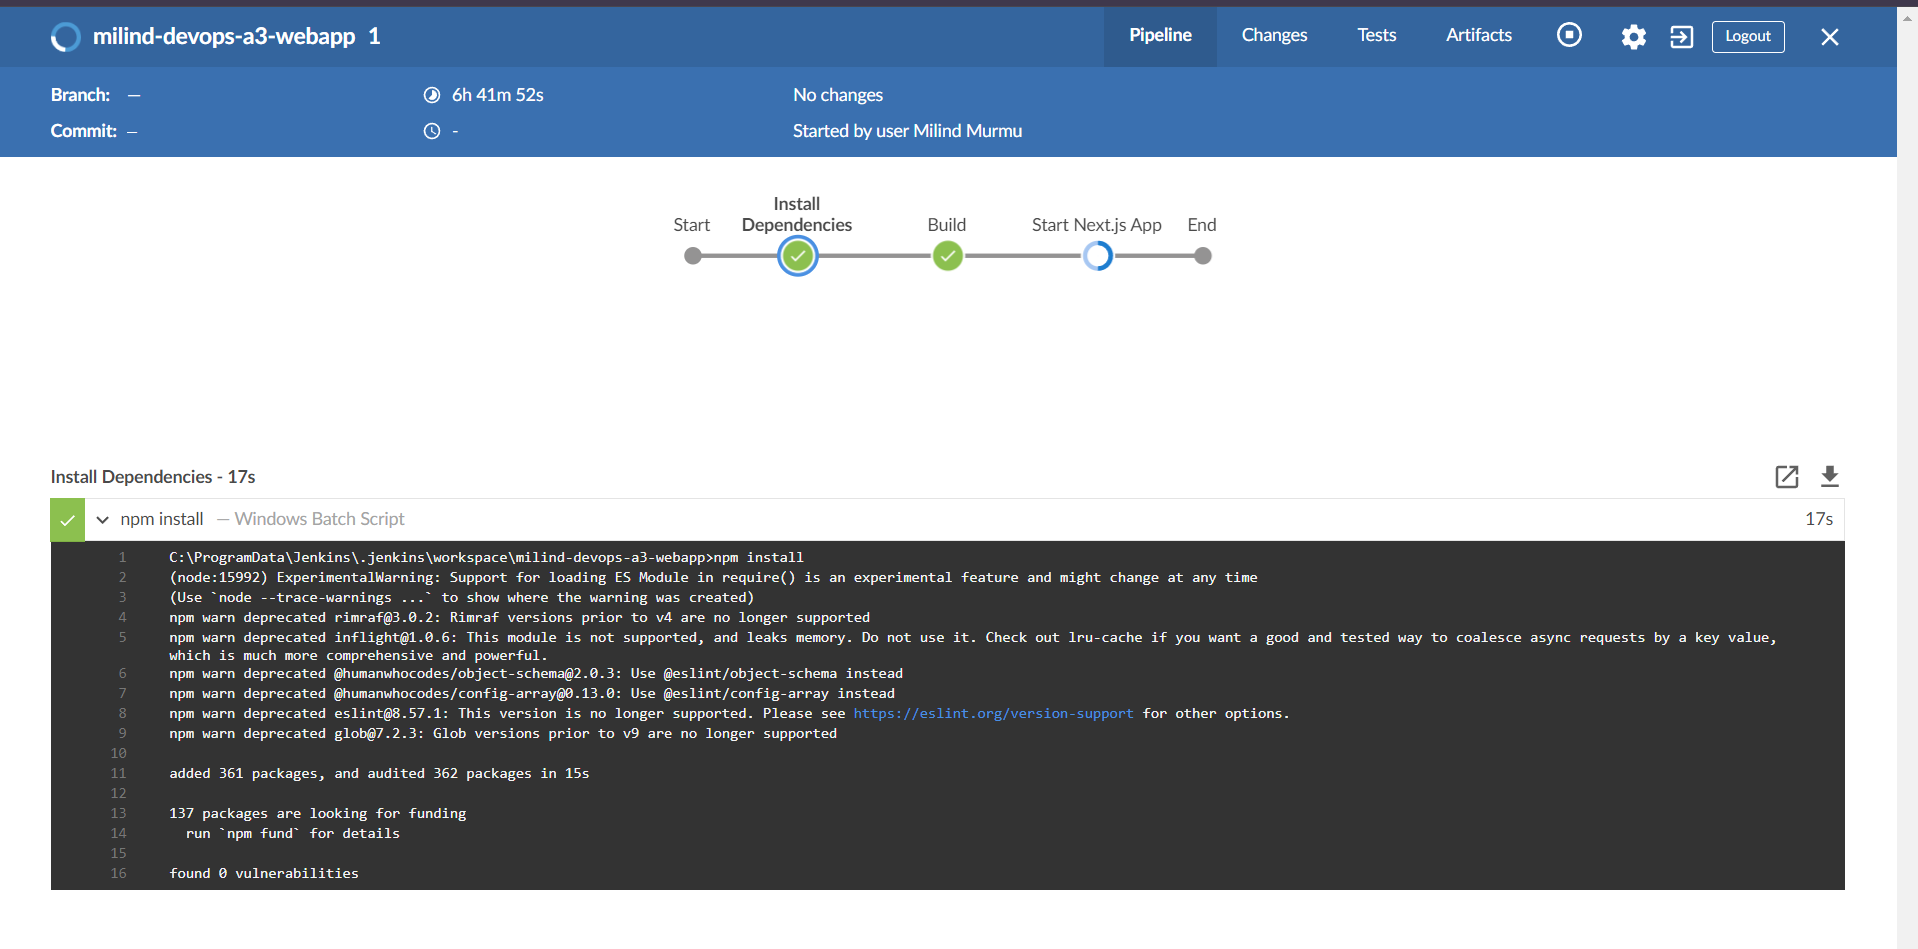 milind-devops-a3-webapp 1
Pipeline Changes Tests Artifacts Logout
Branch: — 6h 41m 52s No changes
Commit: — - Started by user Milind Murmu
Start Install Dependencies Build Start Next.js App End
Install Dependencies - 17s
npm install — Windows Batch Script 17s
1 C:\ProgramData\Jenkins\.jenkins\workspace\milind-devops-a3-webapp>npm install
2 (node:15992) ExperimentalWarning: Support for loading ES Module in require() is an experimental feature and might change at any time
3 (Use `node --trace-warnings ...` to show where the warning was created)
4 npm warn deprecated rimraf@3.0.2: Rimraf versions prior to v4 are no longer supported
5 npm warn deprecated inflight@1.0.6: This module is not supported, and leaks memory. Do not use it. Check out lru-cache if you want a good and tested way to coalesce async requests by a key value,
which is much more comprehensive and powerful.
6 npm warn deprecated @humanwhocodes/object-schema@2.0.3: Use @eslint/object-schema instead
7 npm warn deprecated @humanwhocodes/config-array@0.13.0: Use @eslint/config-array instead
8 npm warn deprecated eslint@8.57.1: This version is no longer supported. Please see https://eslint.org/version-support for other options.
9 npm warn deprecated glob@7.2.3: Glob versions prior to v9 are no longer supported
10
11 added 361 packages, and audited 362 packages in 15s
12
13 137 packages are looking for funding
14 run `npm fund` for details
15
16 found 0 vulnerabilities